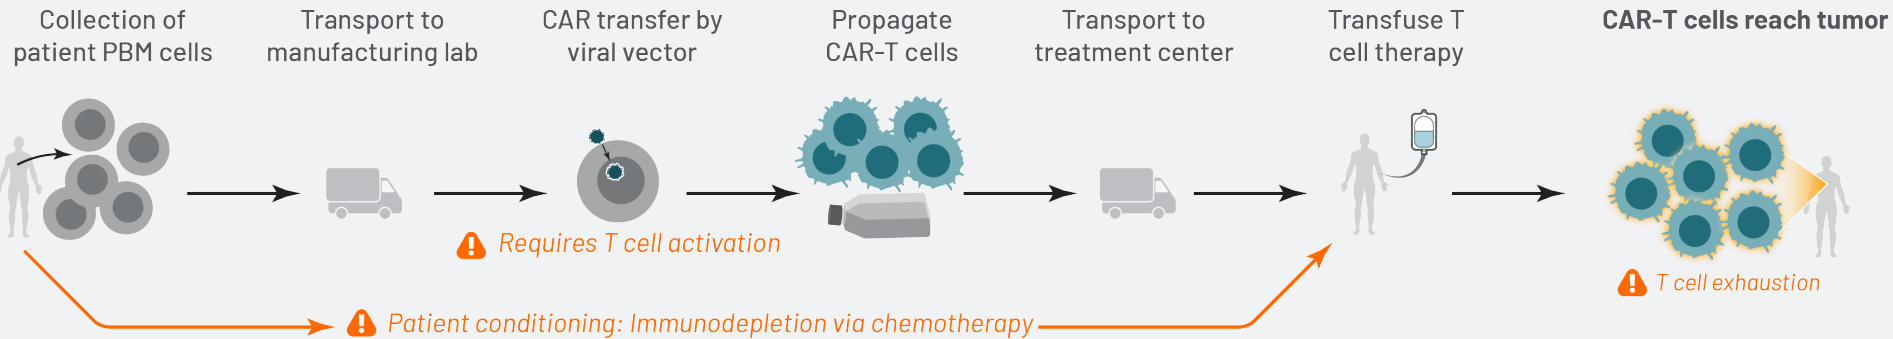 Collection of
patient PBM cells
Transport to
manufacturing lab
CAR transfer by
viral vector
Propagate
CAR-T cells
Transport to
treatment center
Transfuse T
cell therapy
CAR-T cells reach tumor
Requires T cell activation
T cell exhaustion
Patient conditioning: Immunodepletion via chemotherapy